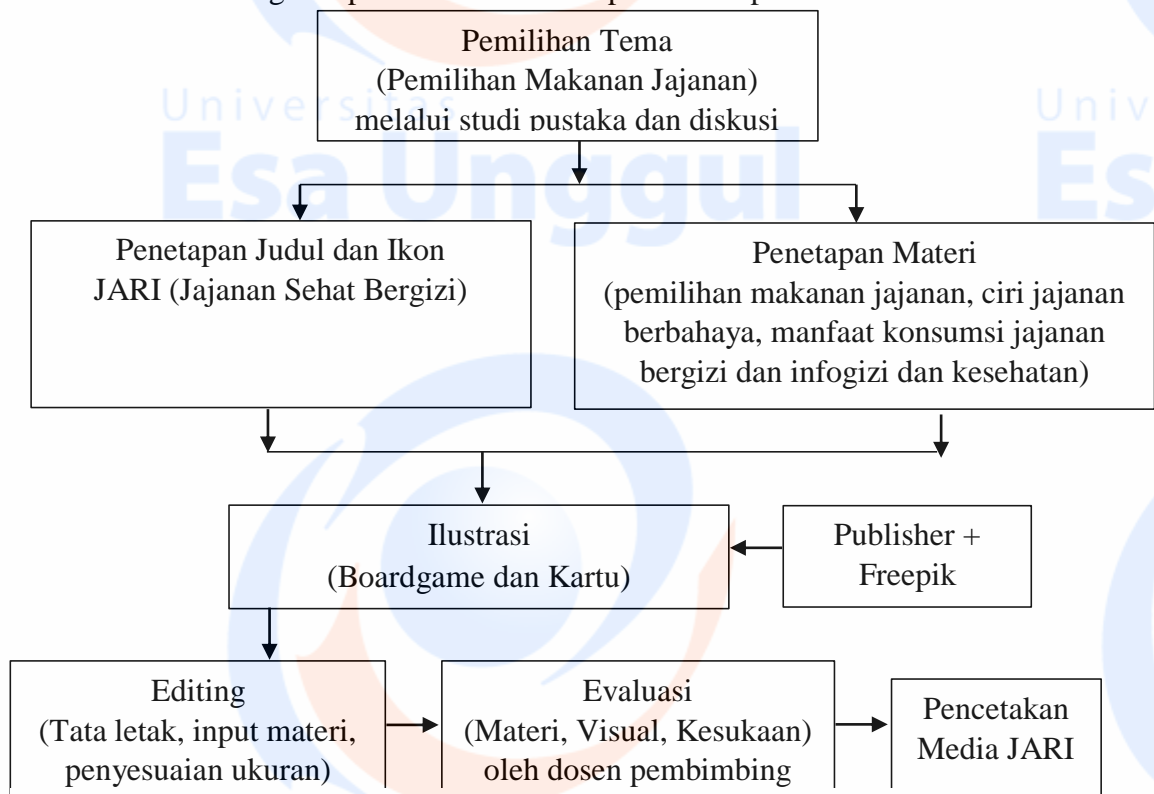 Pemilihan Tema
(Pemilihan Makanan Jajanan)
melalui studi pustaka dan diskusi
Universitas
Esa Unggul
Univ
Es
Penetapan Judul dan Ikon
JARI (Jajanan Sehat Bergizi)
Penetapan Materi
(pemilihan makanan jajanan, ciri jajanan
berbahaya, manfaat konsumsi jajanan
bergizi dan infogizi dan kesehatan)
Ilustrasi
(Boardgame dan Kartu)
Publisher +
Freepik
Editing
(Tata letak, input materi,
penyesuaian ukuran)
Evaluasi
(Materi, Visual, Kesukaan)
oleh dosen pembimbing
Pencetakan
Media JARI